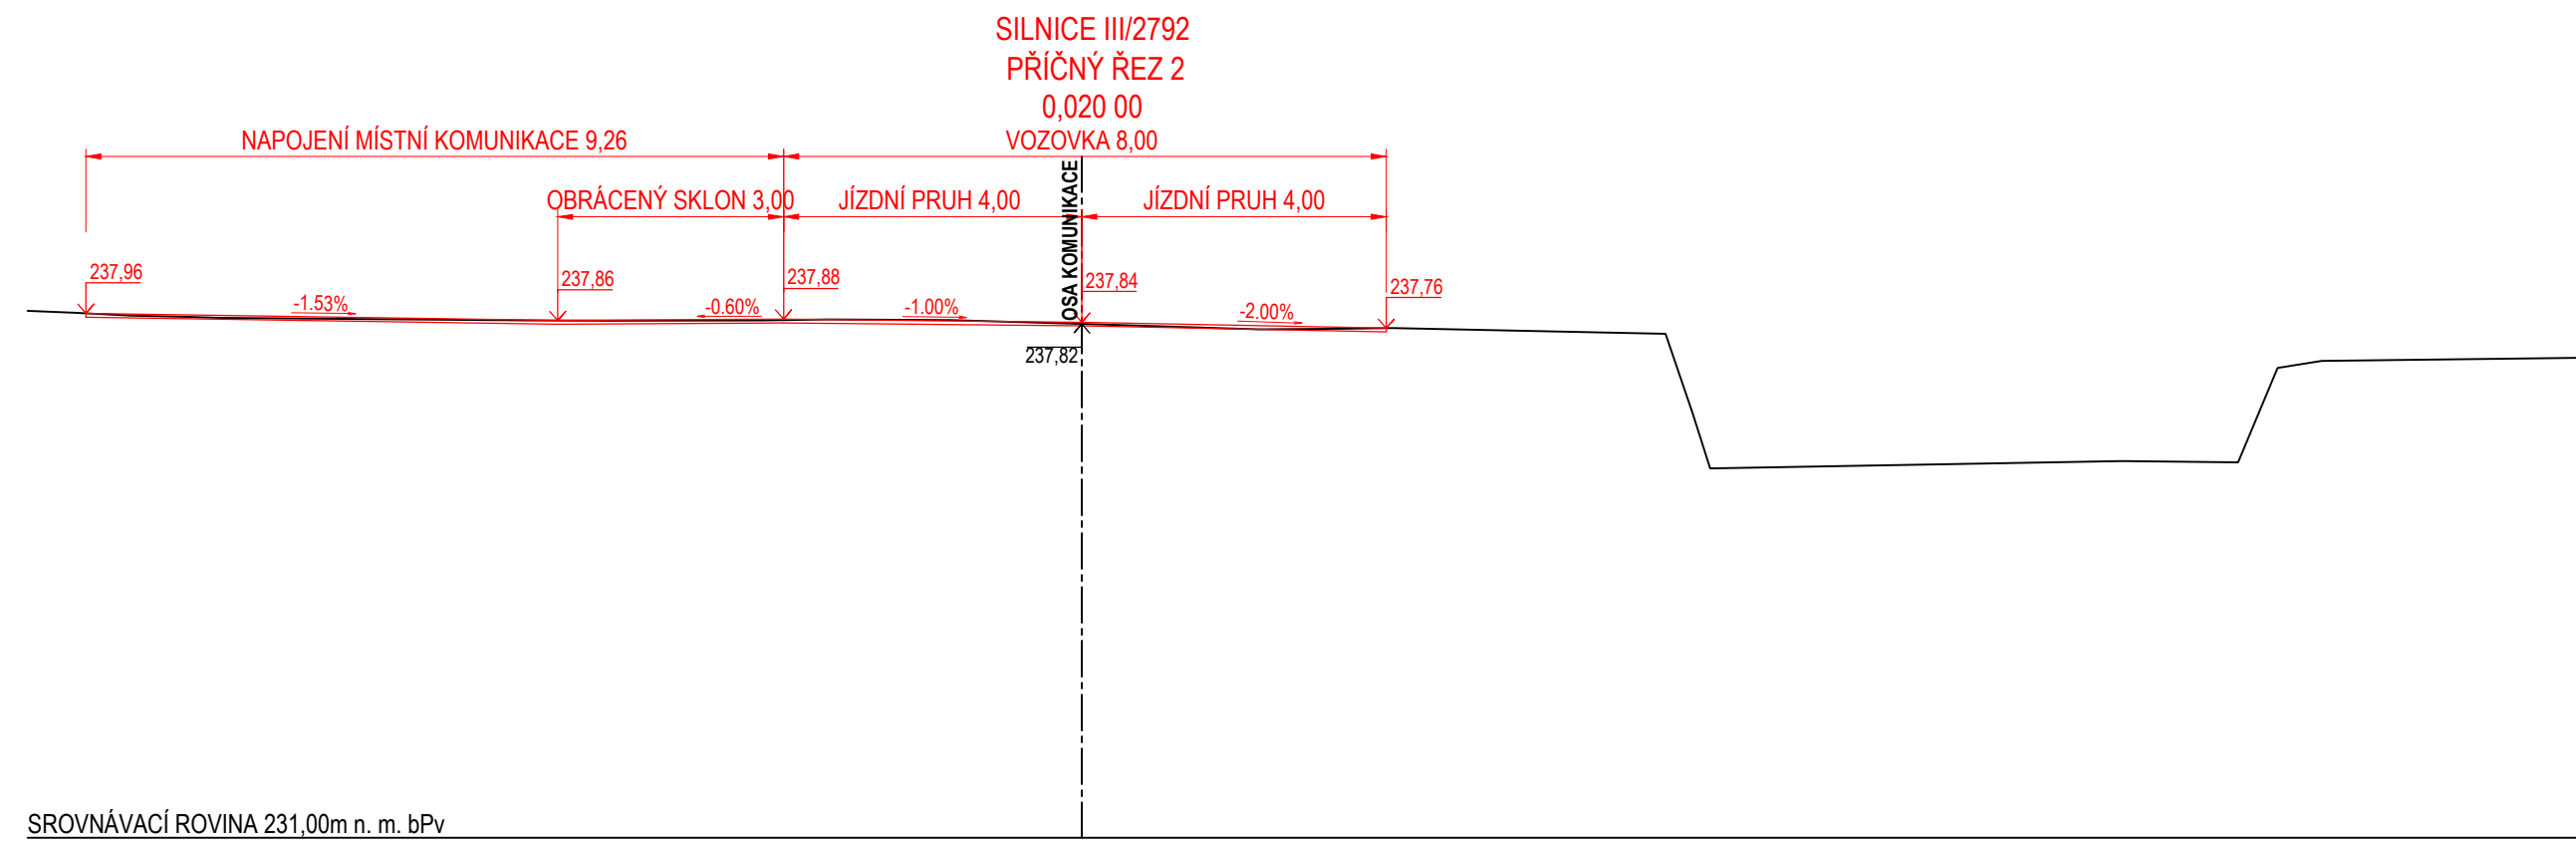 SILNICE III/2792
PŘÍČNÝ ŘEZ 2
0,020 00
NAPOJENÍ MÍSTNÍ KOMUNIKACE 9,26
VOZOVKA 8,00
OBRÁCENÝ SKLON 3,00
JÍZDNÍ PRUH 4,00
OSA KOMUNIKACE
JÍZDNÍ PRUH 4,00
237,96
237,86
237,88
237,84
237,76
-1.53%
-0.60%
-1.00%
-2.00%
237,82
SROVNÁVACÍ ROVINA 231,00m n. m. bPv